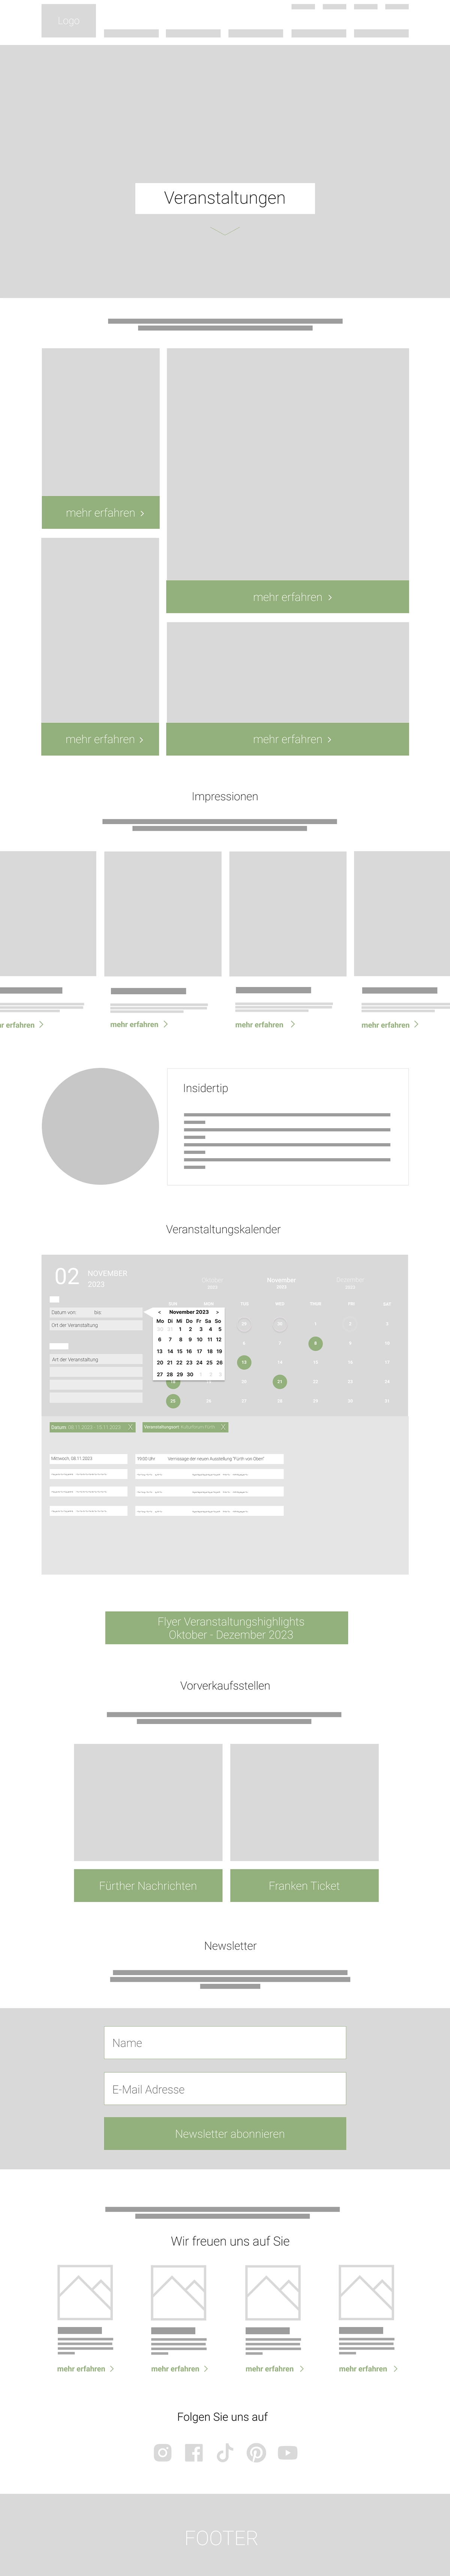 Logo
Veranstaltungen
mehr erfahren >
mehr erfahren >
mehr erfahren >
mehr erfahren >
Impressionen
mehr erfahren >
mehr erfahren >
mehr erfahren >
mehr erfahren >
Insidertip
Veranstaltungskalender
02 NOVEMBER
2023
November
Datum von bis
Ort der Veranstaltung
Art der Veranstaltung
< November 2023 >
Mo Di Mi Do Fr Sa So
30 31 1 2 3 4 5
6 7 8 9 10 11 12
13 14 15 16 17 18 19
20 21 22 23 24 25 26
27 28 29 30 1 2 3
Datum X
Veranstaltungsort X
Mittwoch, 08.11.2023
19:00 Uhr Vernissage der neuen Ausstellung "Fürth von Oben!"
Flyer Veranstaltungshighlights
Oktober - Dezember 2023
Vorverkaufsstellen
Fürther Nachrichten
Franken Ticket
Newsletter
Name
E-Mail Adresse
Newsletter abonnieren
Wir freuen uns auf Sie
mehr erfahren >
mehr erfahren >
mehr erfahren >
mehr erfahren >
Folgen Sie uns auf
FOOTER